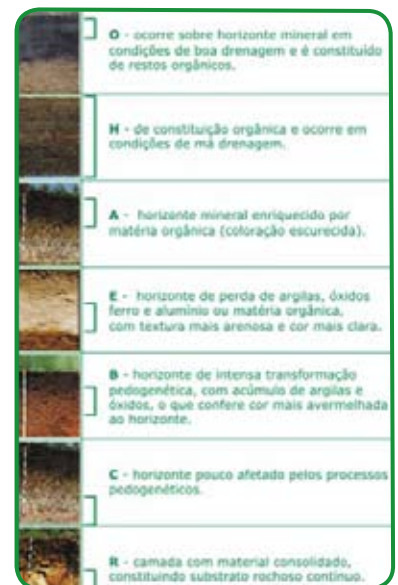 O - ocorre sobre horizonte mineral em
condições de boa drenagem e é constituído
de restos orgânicos.
H - de constituição orgânica e ocorre em
condições de má drenagem.
A - horizonte mineral enriquecido por
matéria orgânica (coloração escurecida).
E - horizonte de perda de argilas, óxidos
ferro e alumínio ou matéria orgânica,
com textura mais arenosa e cor mais clara.
B - horizonte de intensa transformação
pedogenética, com acúmulo de argilas e
óxidos, o que confere cor mais avermelhada
ao horizonte.
C - horizonte pouco afetado pelos processos
pedogenéticos.
R - camada com material consolidado,
constituindo substrato rochoso contínuo.